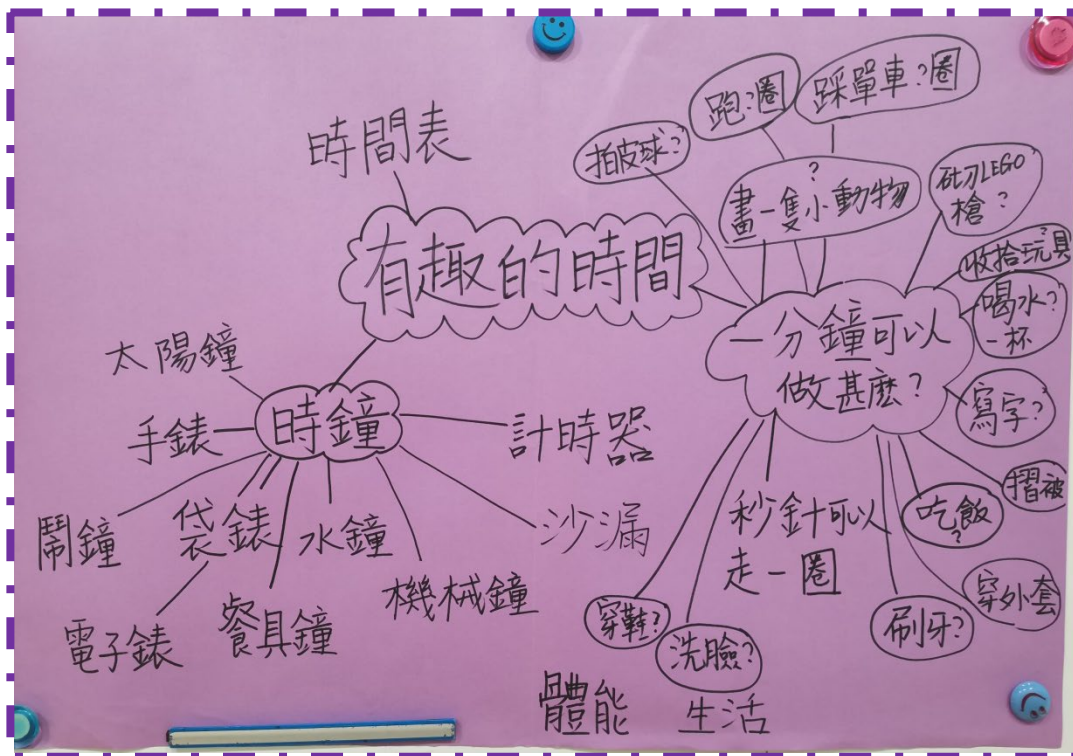 時間表
有趣的時間
拍皮球?
跑?圈
踩單車?圈
?
畫一隻小動物
砌刀LEGO
槍?
收拾玩具
喝水?
一杯
寫字?
摺被
吃飯
?
穿外套
刷牙?
一分鐘可以
做甚麼?
秒針可以
走一圈
洗臉?
穿鞋?
太陽鐘
手錶
時鐘
計時器
沙漏
鬧鐘
袋錶
水鐘
機械鐘
電子錶
餐具鐘
體能
生活